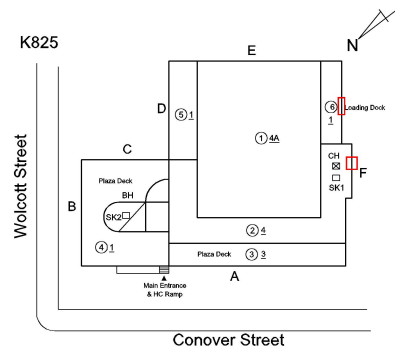 K825
E
N
D
⑤ 1
⑥
1
Loading Dock
① 4A
C
CH
F
SK1
Plaza Deck
BH
B
SK2
② 4
④ 1
Plaza Deck ③ 3
A
Main Entrance
& HC Ramp
Wolcott Street
Conover Street